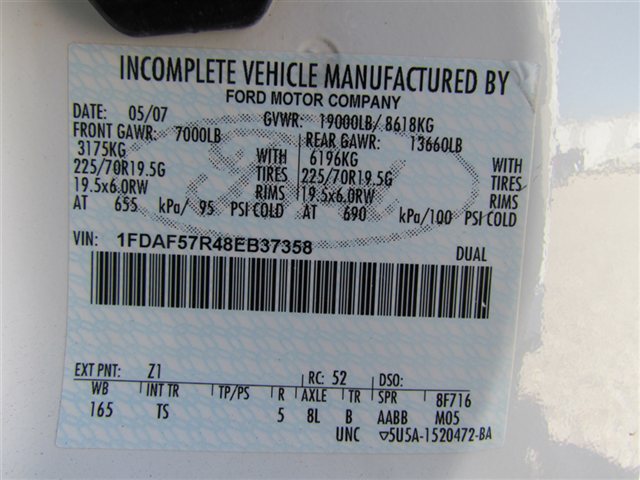 INCOMPLETE VEHICLE MANUFACTURED BY
FORD MOTOR COMPANY
DATE: 05/07 GVWR: 19000LB/ 8618KG
FRONT GAWR: 7000LB REAR GAWR: 13660LB
3175KG WITH 6196KG WITH
225/70R19.5G TIRES 225/70R19.5G TIRES
19.5x6.0RW RIMS 19.5x6.0RW RIMS
AT 655 kPa/ 95 PSI COLD AT 690 kPa/100 PSI COLD
VIN: 1FDAF57R48EB37358 DUAL
EXT PNT: Z1 RC: 52 DSO:
WB INT TR TP/PS R AXLE TR SPR 8F716
165 TS 5 8L B AABB M05
UNC ▽5U5A-1520472-BA